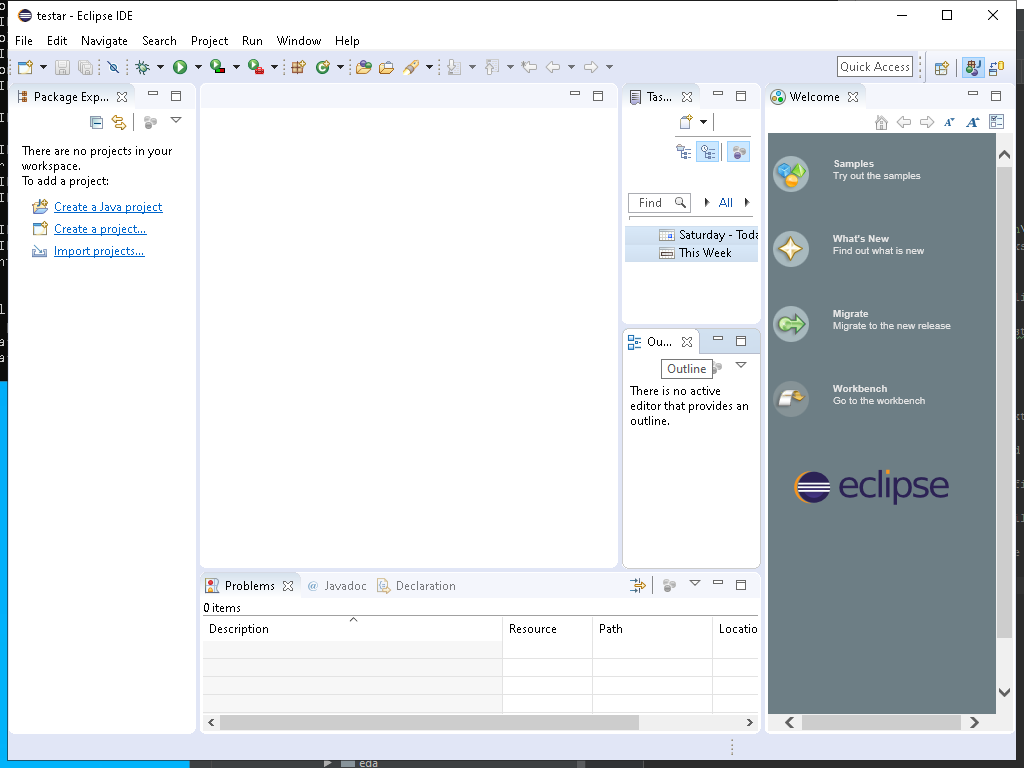 testar - Eclipse IDE
File Edit Navigate Search Project Run Window Help
Quick Access
Package Exp...
There are no projects in your
workspace.
To add a project:
Create a Java project
Create a project...
Import projects...
Tas...
Find
All
Saturday - Toda
This Week
Ou...
Outline
There is no active
editor that provides an
outline.
Welcome
Samples
Try out the samples
What's New
Find out what is new
Migrate
Migrate to the new release
Workbench
Go to the workbench
eclipse
Problems @ Javadoc Declaration
0 items
Description Resource Path Locatio
eda